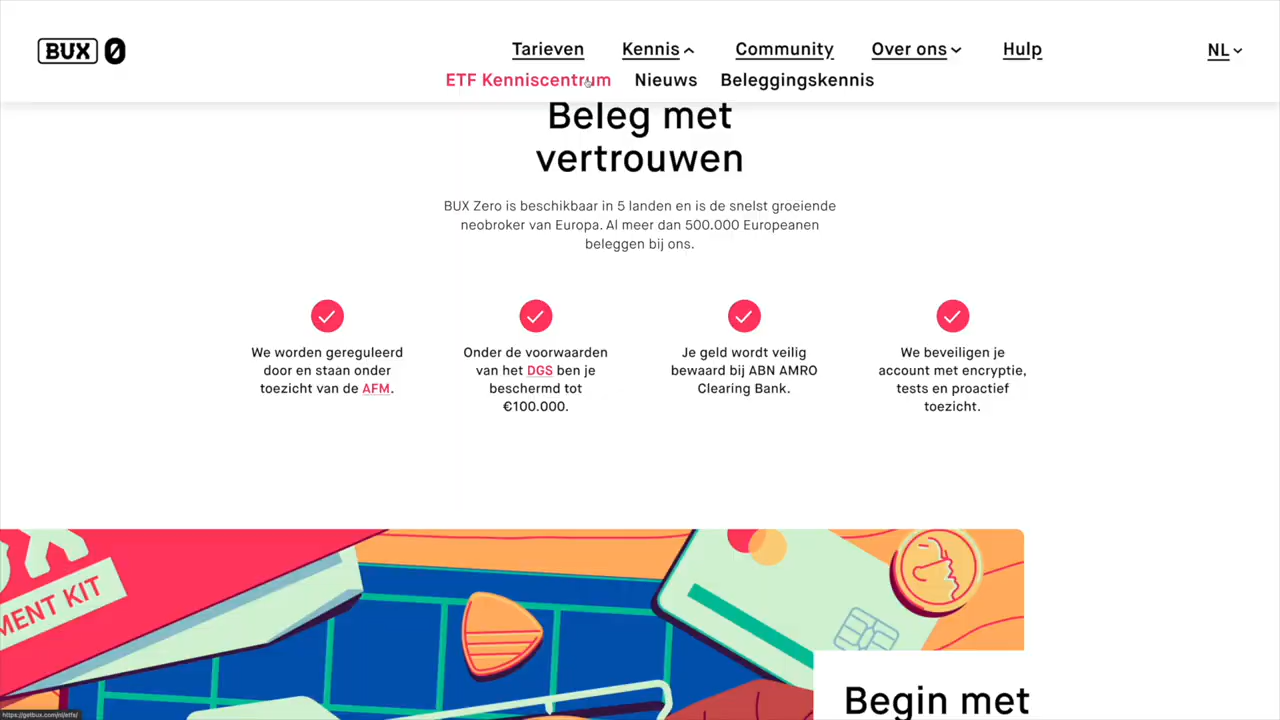 BUX 0
Tarieven Kennis Community Over ons Hulp NL
ETF Kenniscentrum Nieuws Beleggingskennis
Beleg met
vertrouwen
BUX Zero is beschikbaar in 5 landen en is de snelst groeiende
neobroker van Europa. Al meer dan 500.000 Europeanen
beleggen bij ons.
We worden gereguleerd
door en staan onder
toezicht van de AFM.
Onder de voorwaarden
van het DGS ben je
beschermd tot
€100.000.
Je geld wordt veilig
bewaard bij ABN AMRO
Clearing Bank.
We beveiligen je
account met encryptie,
tests en proactief
toezicht.
UX
MENT KIT
Begin met
https://getbux.com/nl/etfs/